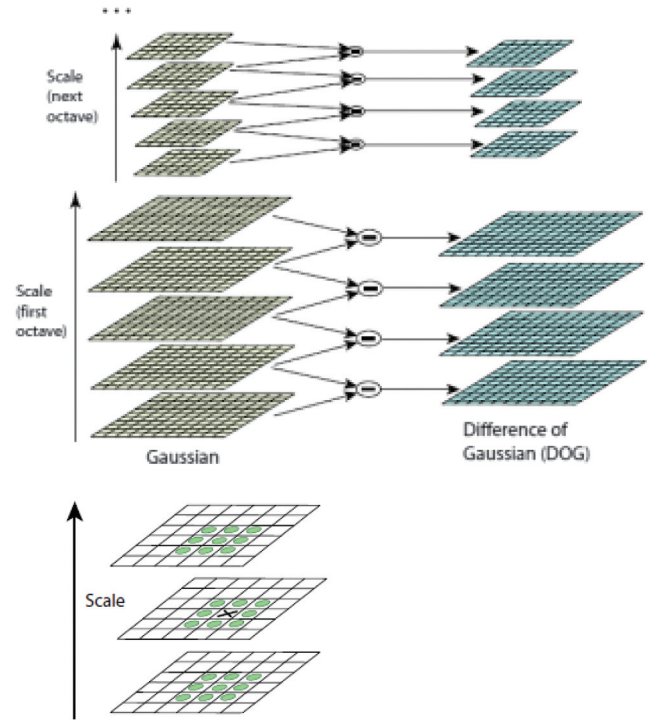 ...
Scale
(next
octave)
Scale
(first
octave)
Gaussian
Difference of
Gaussian (DOG)
Scale